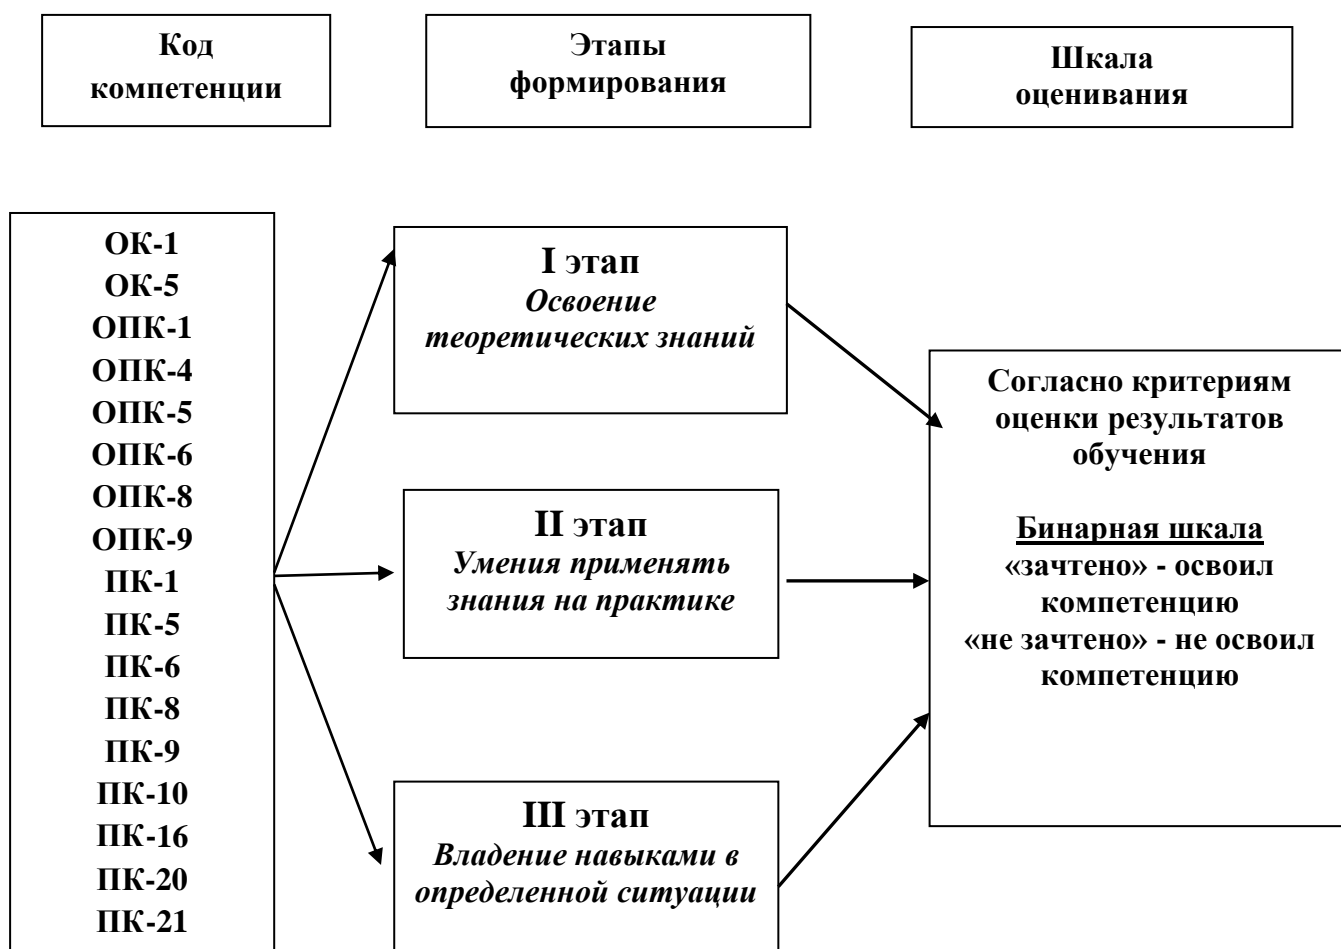 Код
компетенции
Этапы
формирования
Шкала
оценивания
ОК-1
ОК-5
ОПК-1
ОПК-4
ОПК-5
ОПК-6
ОПК-8
ОПК-9
ПК-1
ПК-5
ПК-6
ПК-8
ПК-9
ПК-10
ПК-16
ПК-20
ПК-21
I этап
Освоение
теоретических знаний
II этап
Умения применять
знания на практике
III этап
Владение навыками в
определенной ситуации
Согласно критериям
оценки результатов
обучения
Бинарная шкала
«зачтено» - освоил
компетенцию
«не зачтено» - не освоил
компетенцию